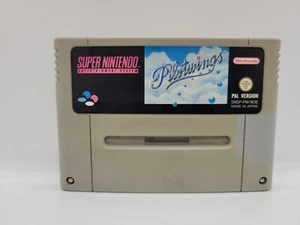 SUPER NINTENDO
ENTERTAINMENT SYSTEM
Pilotwings
Nintendo
PAL VERSION
SNSP-PW-NOE
MADE IN JAPAN